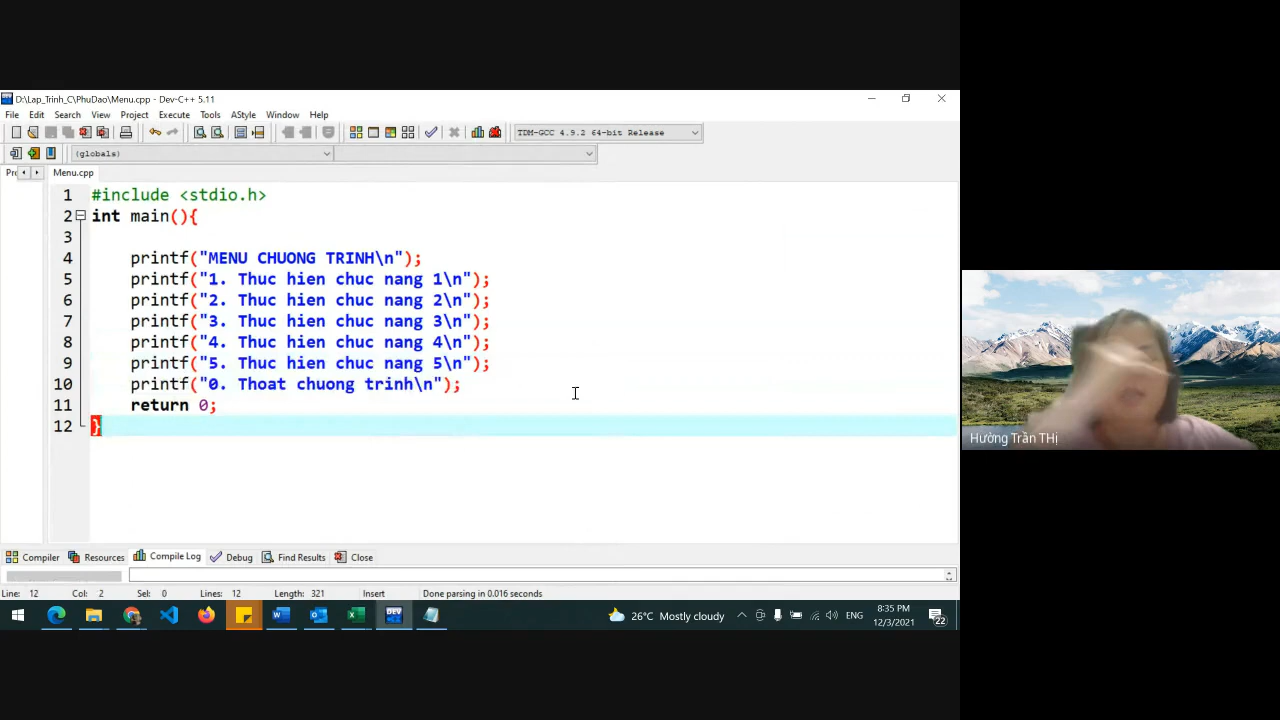 D:\Lap_Trinh_C\PhuDao\Menu.cpp - Dev-C++ 5.11
File Edit Search View Project Execute Tools AStyle Window Help
TDM-GCC 4.9.2 64-bit Release
(globals)
Menu.cpp
1 #include <stdio.h>
2 int main(){
3
4 printf("MENU CHUONG TRINH\n");
5 printf("1. Thuc hien chuc nang 1\n");
6 printf("2. Thuc hien chuc nang 2\n");
7 printf("3. Thuc hien chuc nang 3\n");
8 printf("4. Thuc hien chuc nang 4\n");
9 printf("5. Thuc hien chuc nang 5\n");
10 printf("0. Thoat chuong trinh\n");
11 return 0;
12 }
Hường Trần THị
Compiler Resources Compile Log Debug Find Results Close
Line: 12 Col: 2 Sel: 0 Lines: 12 Length: 321 Insert Done parsing in 0.016 seconds
26°C Mostly cloudy ENG 8:35 PM
12/3/2021
22